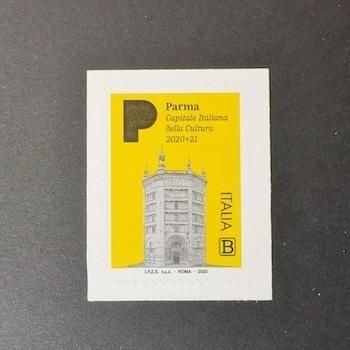 P
Parma
Capitale Italiana
della Cultura
2020+21
ITALIA
B
I.P.Z.S. S.p.A. - ROMA - 2020